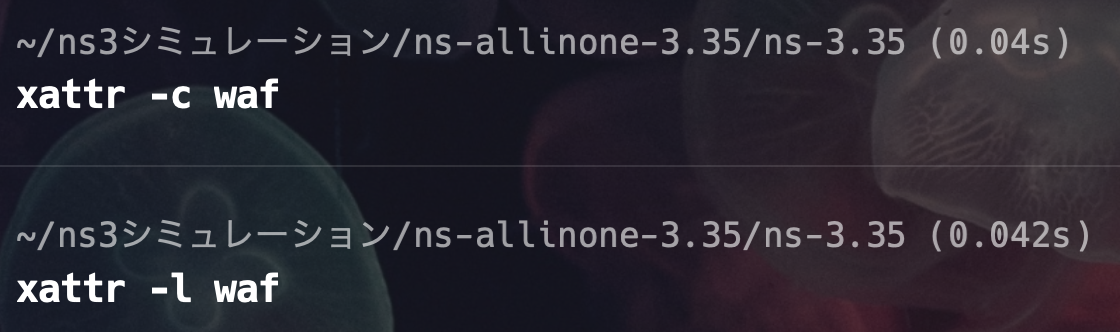 ~/ns3シミュレーション/ns-allinone-3.35/ns-3.35 (0.04s)
xattr -c waf
~/ns3シミュレーション/ns-allinone-3.35/ns-3.35 (0.042s)
xattr -l waf